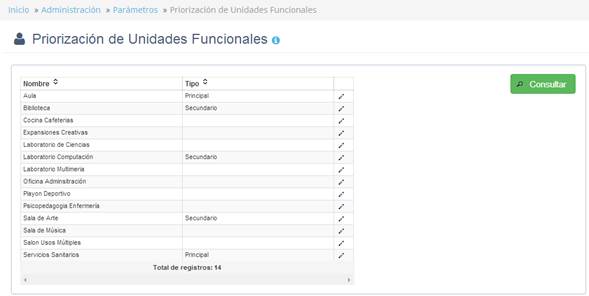 Inicio » Administración » Parámetros » Priorización de Unidades Funcionales
Priorización de Unidades Funcionales
Consultar
Nombre Tipo
Aula Principal
Biblioteca Secundario
Cocina Cafeterias
Expansiones Creativas
Laboratorio de Ciencias
Laboratorio Computación Secundario
Laboratorio Multimeria
Oficina Adminsitración
Playon Deportivo
Psicopedagogia Enfermería
Sala de Arte Secundario
Sala de Música
Salon Usos Múltiples
Servicios Sanitarios Principal
Total de registros: 14